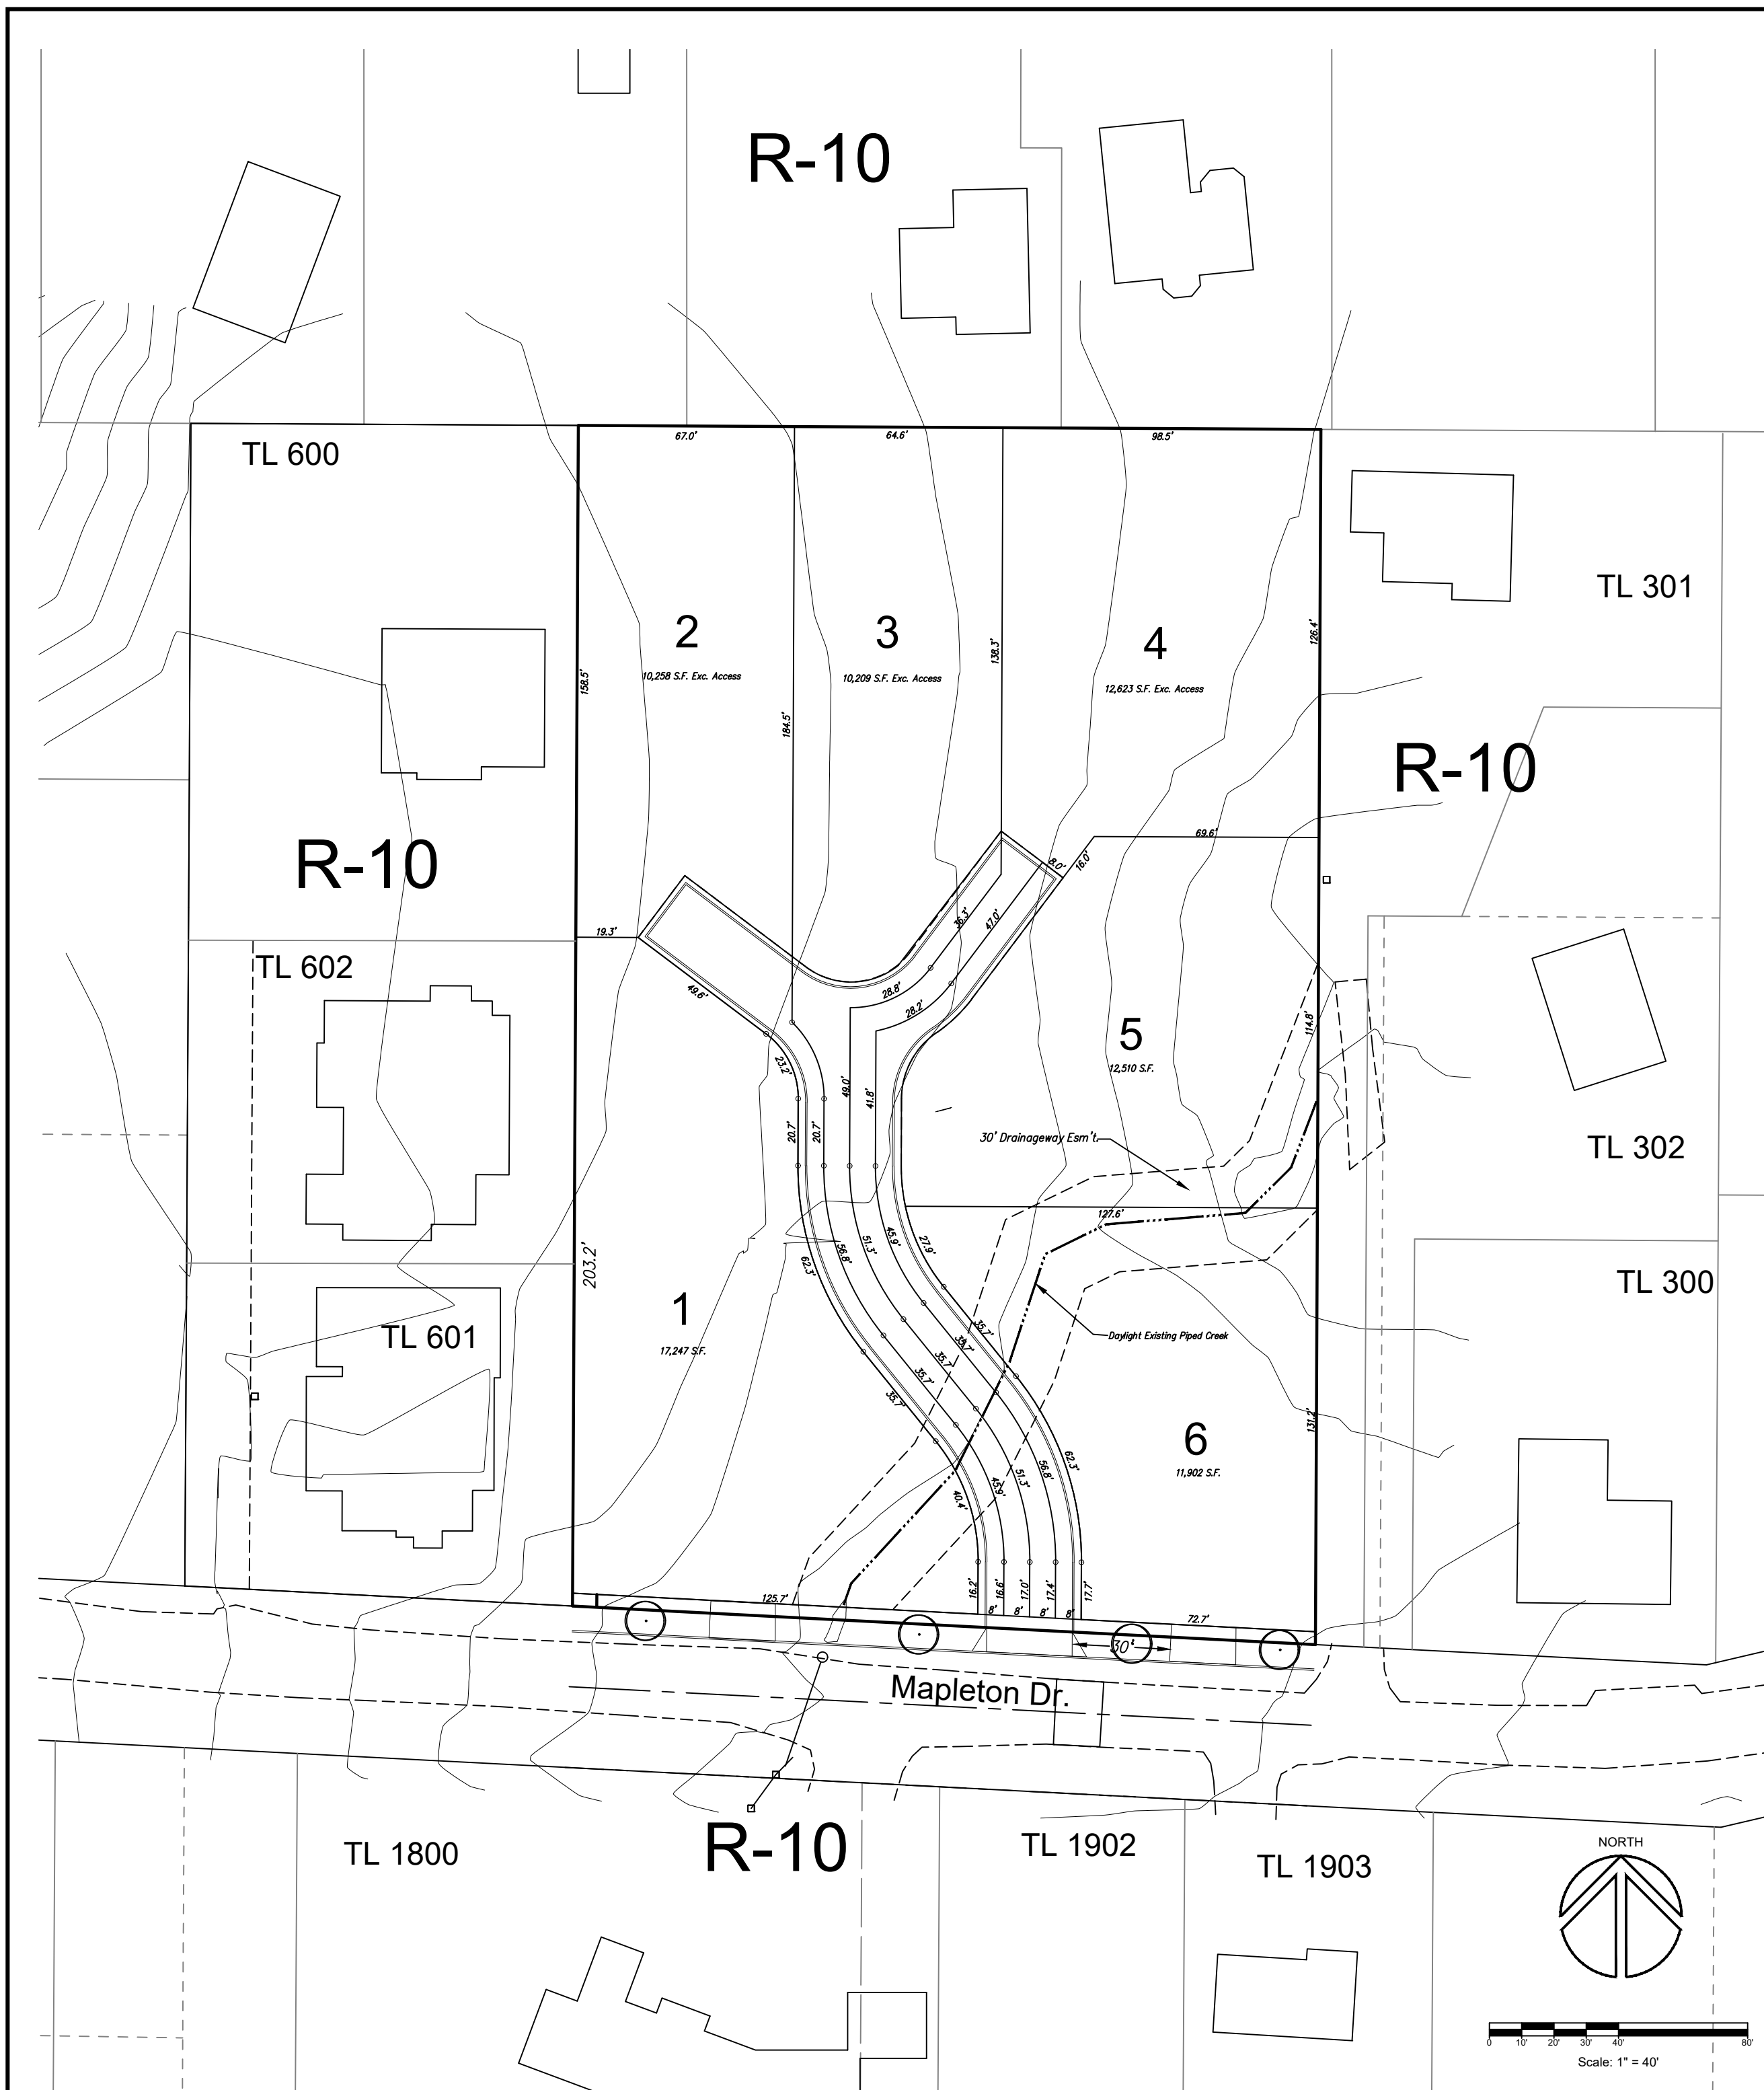 R-10
TL 600
67.0'
64.6'
98.5'
TL 301
2
10,258 S.F. Exc. Access
3
10,209 S.F. Exc. Access
4
12,623 S.F. Exc. Access
126.4'
138.3'
158.5'
184.5'
R-10
R-10
69.6'
8.0'
16.0'
36.3'
47.0'
19.3'
TL 602
49.6'
28.8'
28.2'
23.2'
49.0'
41.8'
5
12,510 S.F.
114.8'
20.7'
20.7'
30' Drainageway Esm't.
TL 302
127.6'
203.2'
62.3'
56.8'
51.3'
45.9'
27.9'
TL 300
1
17,247 S.F.
TL 601
Daylight Existing Piped Creek
35.7'
35.7'
35.7'
35.7'
35.7'
6
11,902 S.F.
131.2'
40.4'
45.9'
51.3'
56.8'
62.3'
16.2'
16.6'
17.0'
17.4'
17.7'
125.7'
8'
8'
8'
8'
72.7'
30'
Mapleton Dr.
R-10
TL 1800
TL 1902
TL 1903
NORTH
0 10' 20' 30' 40' 80'
Scale: 1" = 40'